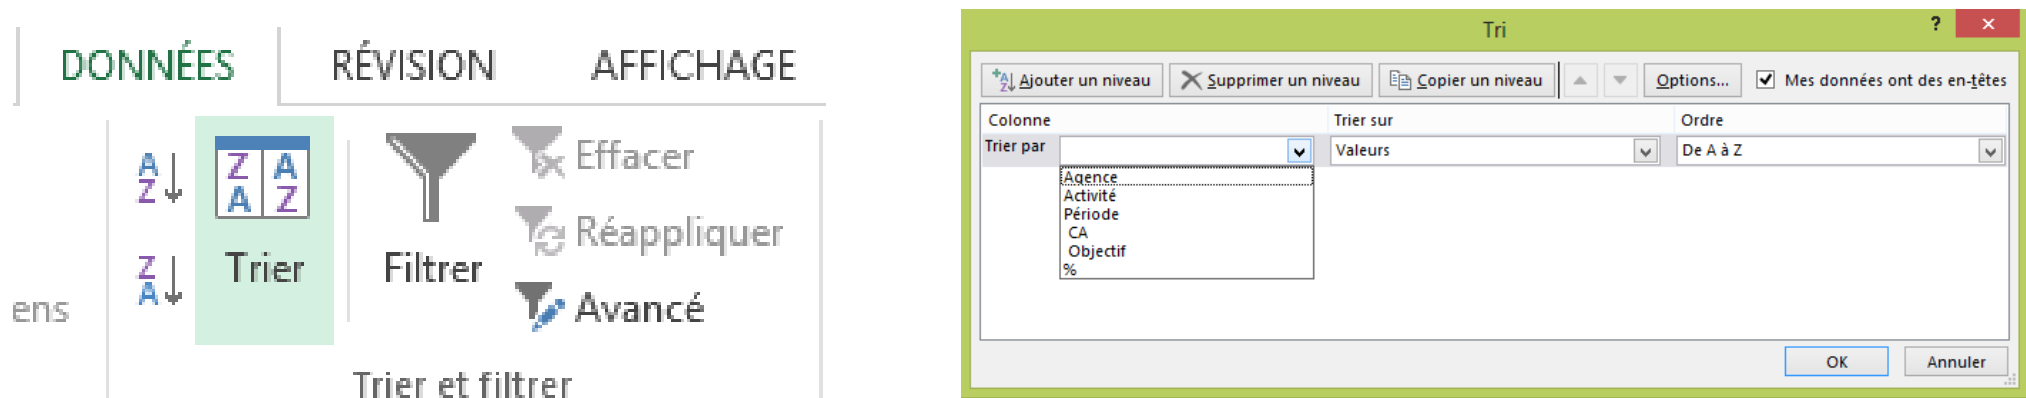 DONNÉES RÉVISION AFFICHAGE
Effacer
Réappliquer
Trier Filtrer
ens Avancé
Trier et filtrer
Tri ?
Ajouter un niveau Supprimer un niveau Copier un niveau Options... Mes données ont des en-têtes
Colonne Trier sur Ordre
Trier par Valeurs De A à Z
Agence
Activité
Période
CA
Objectif
%
OK Annuler